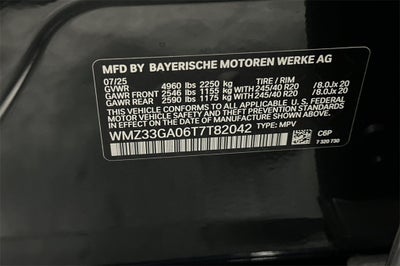 MFD BY BAYERISCHE MOTOREN WERKE AG
07/25
GVWR 4960 lbs 2250 kg TIRE / RIM
GAWR FRONT 2546 lbs 1155 kg WITH 245/40 R20 /8.0Jx 20
GAWR REAR 2590 lbs 1175 kg WITH 245/40 R20 /8.0Jx 20
THIS VEHICLE CONFORMS TO ALL APPLICABLE U.S. FEDERAL
MOTOR VEHICLE SAFETY, BUMPER, AND THEFT PREVENTION
STANDARDS IN EFFECT ON THE DATE OF MANUFACTURE
SHOWN ABOVE.
WMZ33GA06T7T82042 TYPE: MPV
C6P
7 320 730